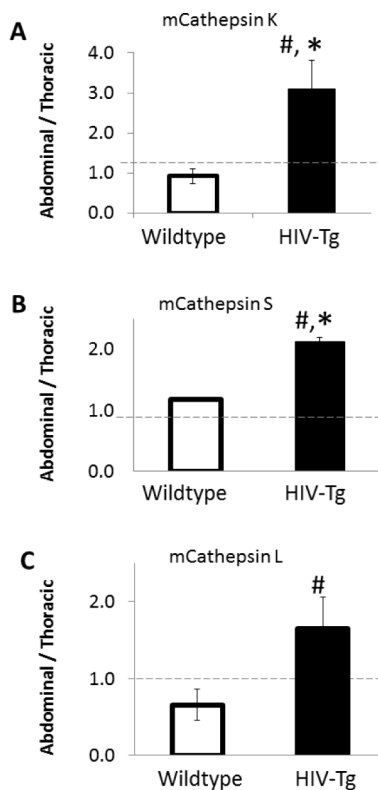 A
mCathepsin K
#, *
Abdominal / Thoracic
4.0
3.0
2.0
1.0
0.0
Wildtype
HIV-Tg
B
mCathepsin S
#,*
Abdominal / Thoracic
2.0
1.0
0.0
Wildtype
HIV-Tg
C
mCathepsin L
#
Abdominal / Thoracic
2.0
1.0
0.0
Wildtype
HIV-Tg